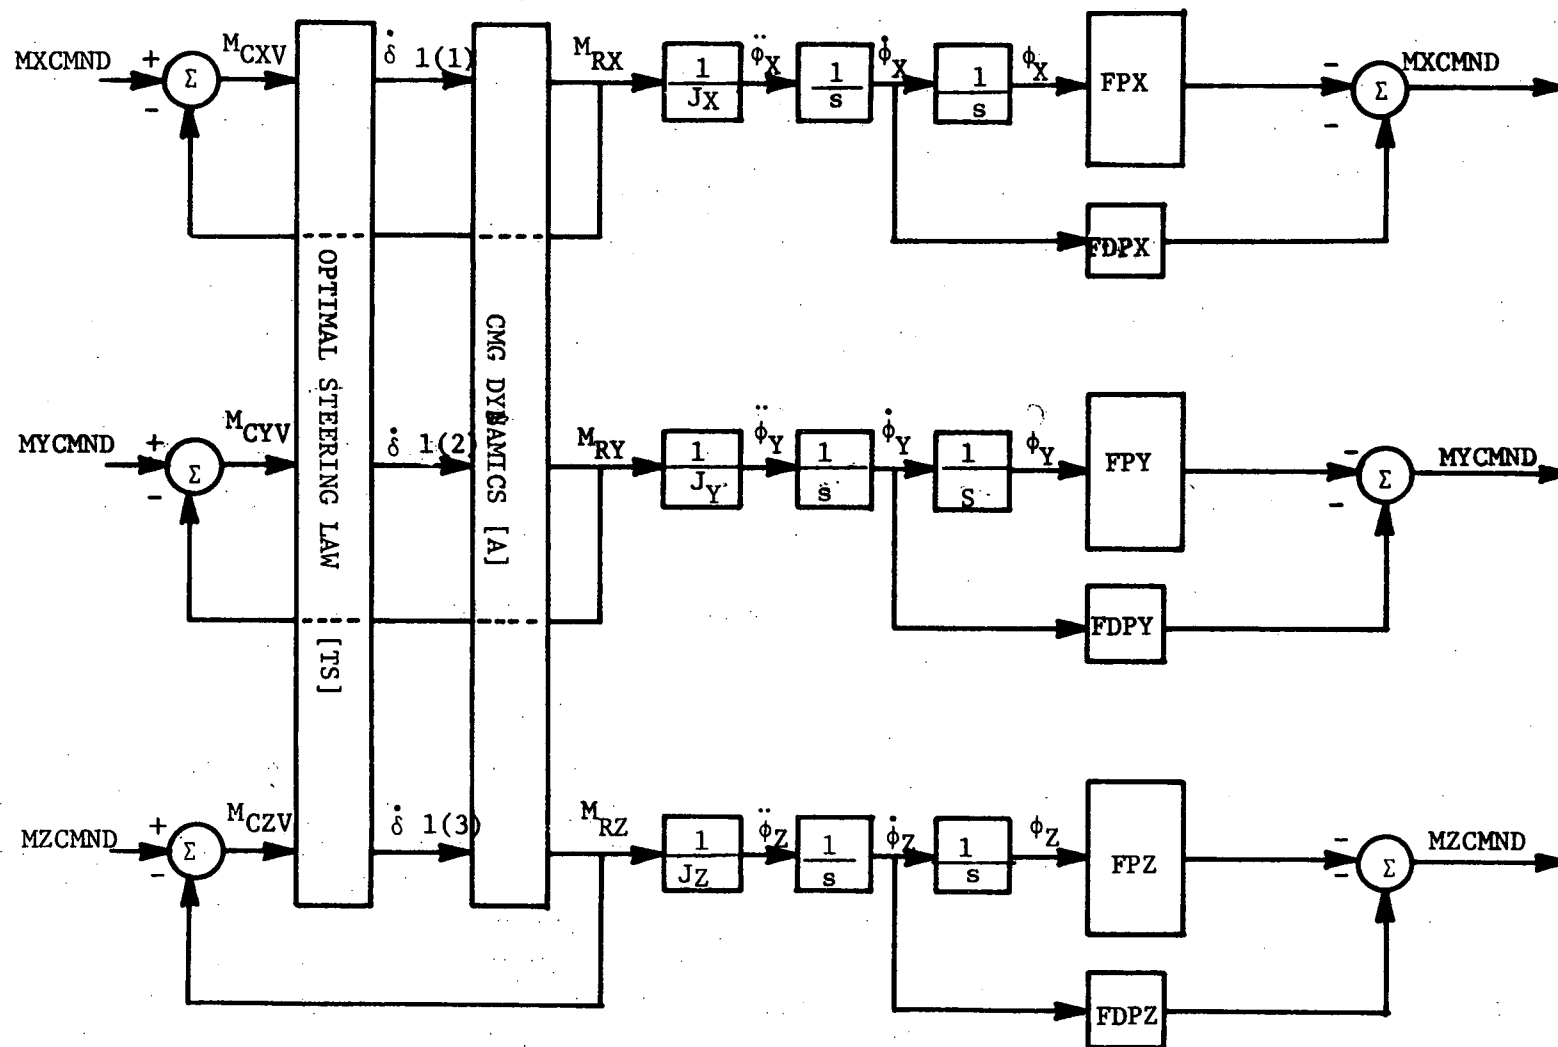 MXCMND + - Σ M_CXV δ̇ 1(1) M_RX 1/J_X φ̈_X 1/s φ̇_X 1/s φ_X FPX - - Σ MXCMND
FDPX
OPTIMAL STEERING LAW [TS]
CMG DYNAMICS [A]
MYCMND + - Σ M_CYV δ̇ 1(2) M_RY 1/J_Y φ̈_Y 1/s φ̇_Y 1/S φ_Y FPY - - Σ MYCMND
FDPY
MZCMND + - Σ M_CZV δ̇ 1(3) M_RZ 1/J_Z φ̈_Z 1/s φ̇_Z 1/s φ_Z FPZ - - Σ MZCMND
FDPZ